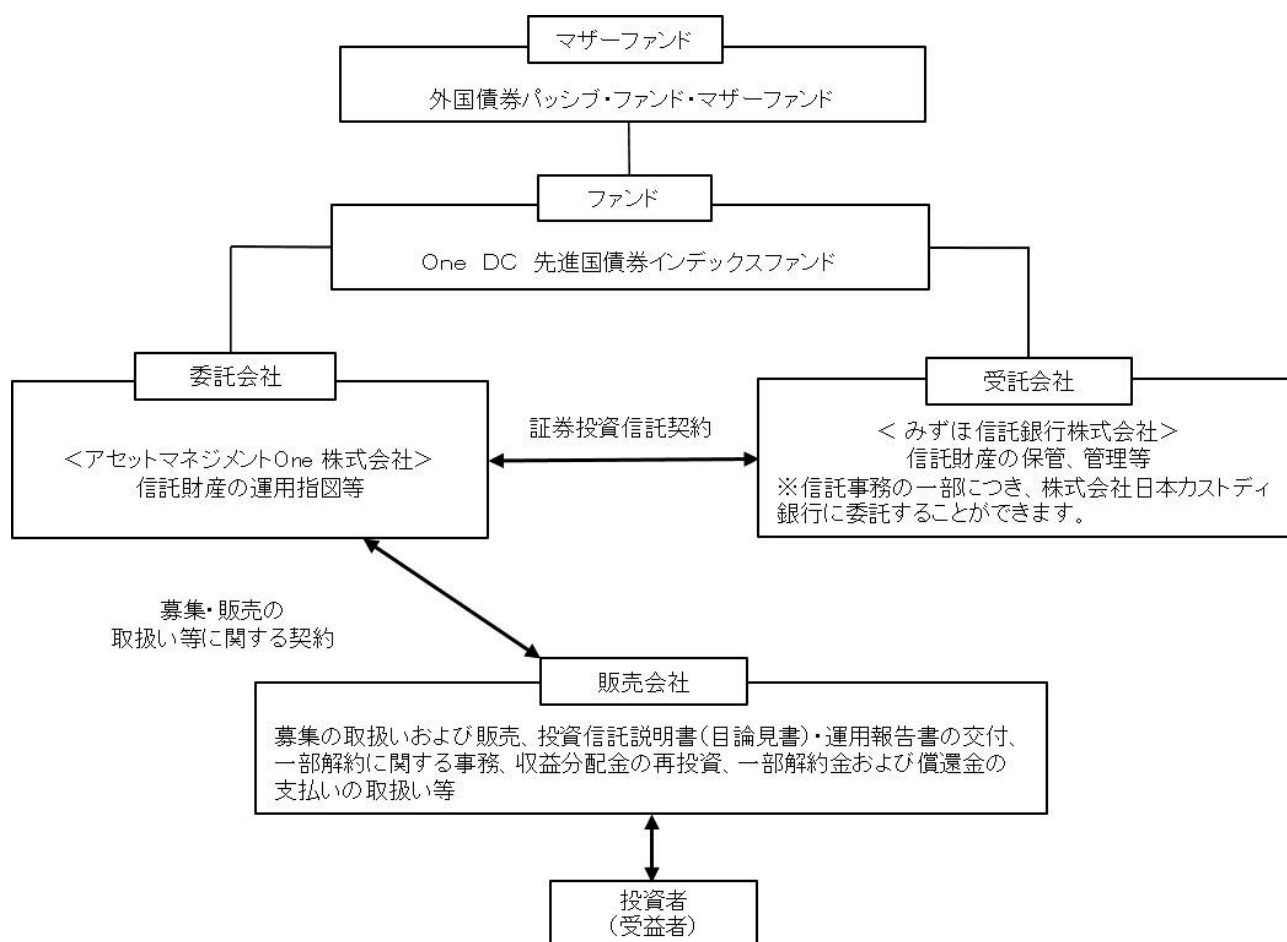 マザーファンド
外国債券パッシブ・ファンド・マザーファンド
ファンド
One DC 先進国債券インデックスファンド
委託会社
＜アセットマネジメントOne 株式会社＞
信託財産の運用指図等
証券投資信託契約
受託会社
＜みずほ信託銀行株式会社＞
信託財産の保管、管理等
※信託事務の一部につき、株式会社日本カストディ
銀行に委託することができます。
募集・販売の
取扱い等に関する契約
販売会社
募集の取扱いおよび販売、投資信託説明書（目論見書）・運用報告書の交付、
一部解約に関する事務、収益分配金の再投資、一部解約金および償還金の
支払いの取扱い等
投資者
（受益者）